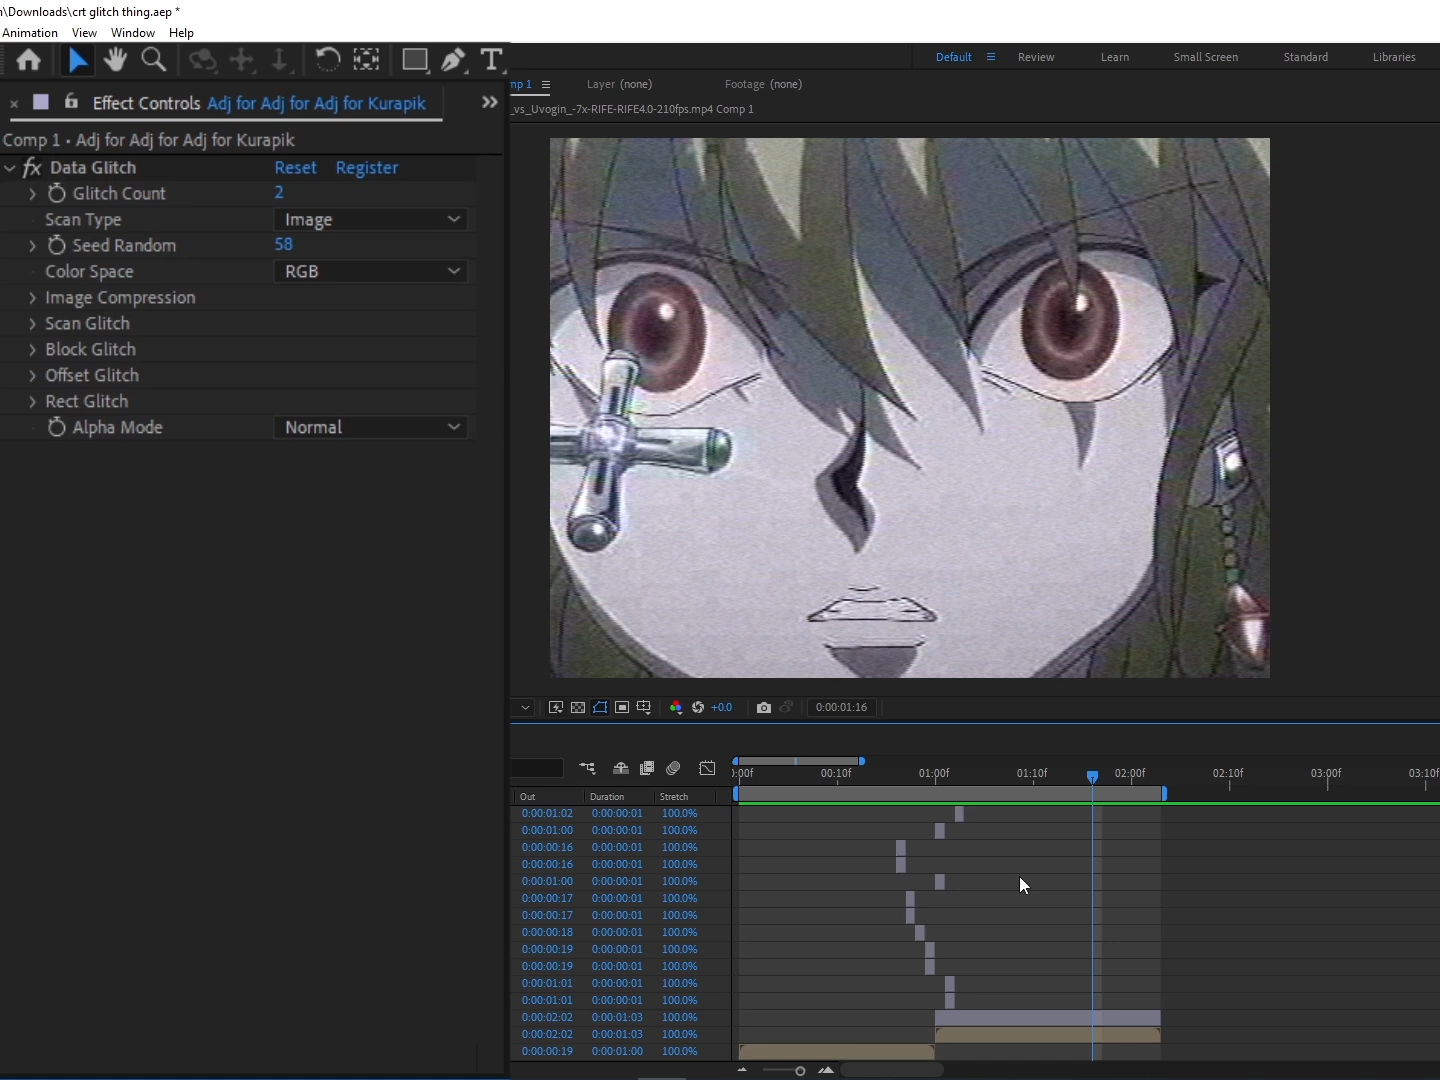 \Downloads\crt glitch thing.aep *
Animation View Window Help
Default Review Learn Small Screen Standard Libraries
mp 1 Layer (none) Footage (none)
× Effect Controls Adj for Adj for Adj for Kurapik »
_vs_Uvogin_-7x-RIFE-RIFE4.0-210fps.mp4 Comp 1
Comp 1 • Adj for Adj for Adj for Kurapik
fx Data Glitch Reset Register
Glitch Count 2
Scan Type Image
Seed Random 58
Color Space RGB
Image Compression
Scan Glitch
Block Glitch
Offset Glitch
Rect Glitch
Alpha Mode Normal
+0.0 0:00:01:16
):00f 00:10f 01:00f 01:10f 02:00f 02:10f 03:00f 03:10f
Out Duration Stretch
0:00:01:02 0:00:00:01 100.0%
0:00:01:00 0:00:00:01 100.0%
0:00:00:16 0:00:00:01 100.0%
0:00:00:16 0:00:00:01 100.0%
0:00:01:00 0:00:00:01 100.0%
0:00:00:17 0:00:00:01 100.0%
0:00:00:17 0:00:00:01 100.0%
0:00:00:18 0:00:00:01 100.0%
0:00:00:19 0:00:00:01 100.0%
0:00:00:19 0:00:00:01 100.0%
0:00:01:01 0:00:00:01 100.0%
0:00:01:01 0:00:00:01 100.0%
0:00:02:02 0:00:01:03 100.0%
0:00:02:02 0:00:01:03 100.0%
0:00:00:19 0:00:01:00 100.0%